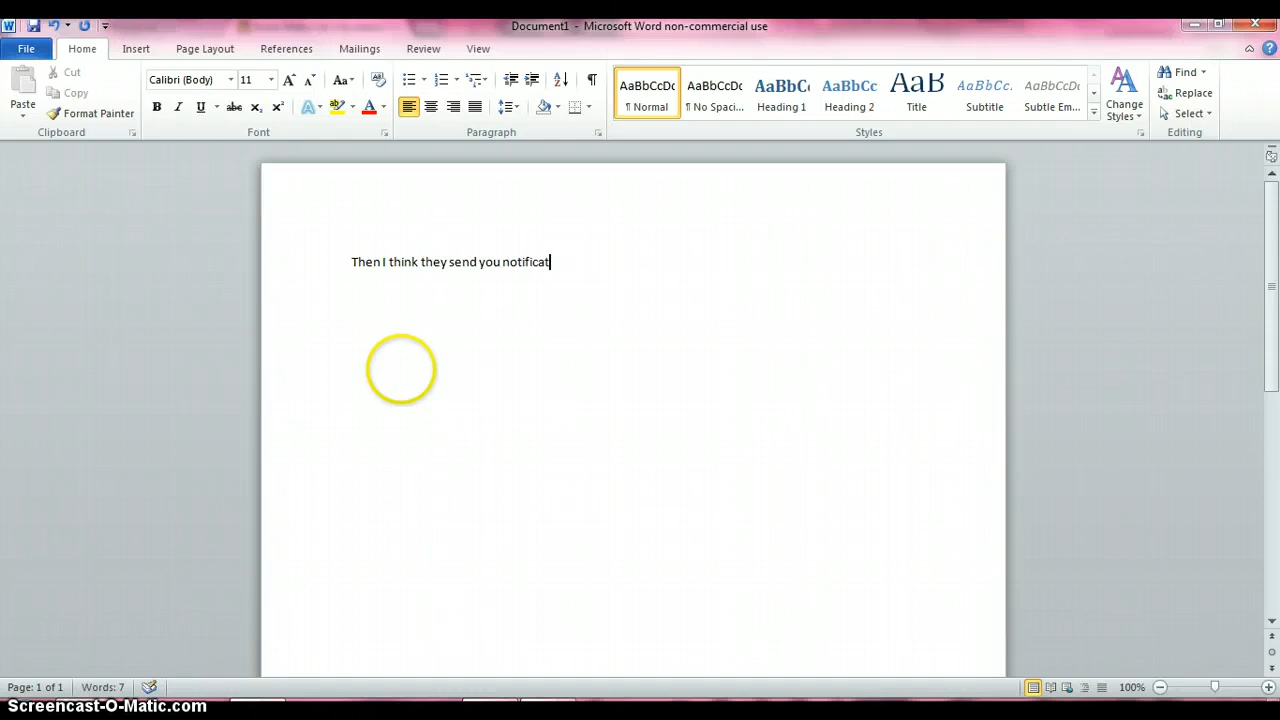 Document1 - Microsoft Word non-commercial use
File Home Insert Page Layout References Mailings Review View
Paste
Cut
Copy
Format Painter
Clipboard
Calibri (Body) 11
Font
Paragraph
AaBbCcDc AaBbCcDc AaBbCc AaBbCc AaB AaBbCc. AaBbCcDc
¶ Normal ¶ No Spaci... Heading 1 Heading 2 Title Subtitle Subtle Em...
Change Styles
Styles
Find
Replace
Select
Editing
Then I think they send you notificat
Page: 1 of 1 Words: 7 100%
Screencast-O-Matic.com